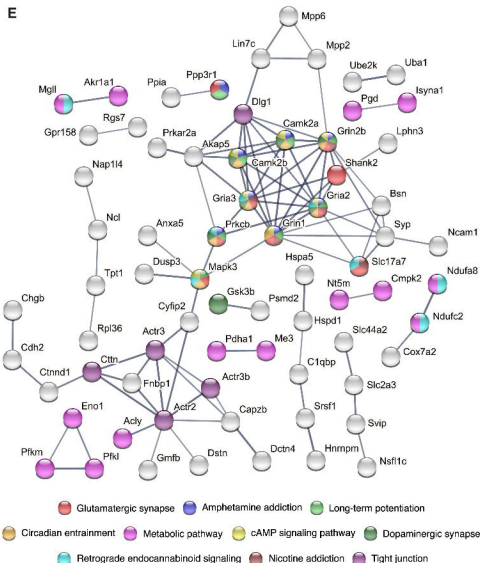 E
Mpp6
Lin7c
Mpp2
Ube2k
Uba1
Ppp3r1
Ppia
Akr1a1
Mgll
Pgd
Isyna1
Dlg1
Rgs7
Gpr158
Camk2a
Grin2b
Lphn3
Prkar2a
Akap5
Camk2b
Shank2
Nap1l4
Gria3
Gria2
Bsn
Ncl
Anxa5
Prkcb
Grin1
Syp
Ncam1
Dusp3
Mapk3
Hspa5
Slc17a7
Tpt1
Gsk3b
Psmd2
Nt5m
Cmpk2
Ndufa8
Chgb
Cyfip2
Hspd1
Ndufc2
Rpl36
Actr3
Pdha1
Me3
Slc44a2
Cox7a2
Cdh2
Cttn
Ctnnd1
Fnbp1
Actr3b
C1qbp
Slc2a3
Eno1
Acly
Actr2
Capzb
Srsf1
Svip
Pfkm
Pfkl
Gmfb
Dstn
Dctn4
Hnrnpm
Nsfl1c
Glutamatergic synapse
Amphetamine addiction
Long-term potentiation
Circadian entrainment
Metabolic pathway
cAMP signaling pathway
Dopaminergic synapse
Retrograde endocannabinoid signaling
Nicotine addiction
Tight junction